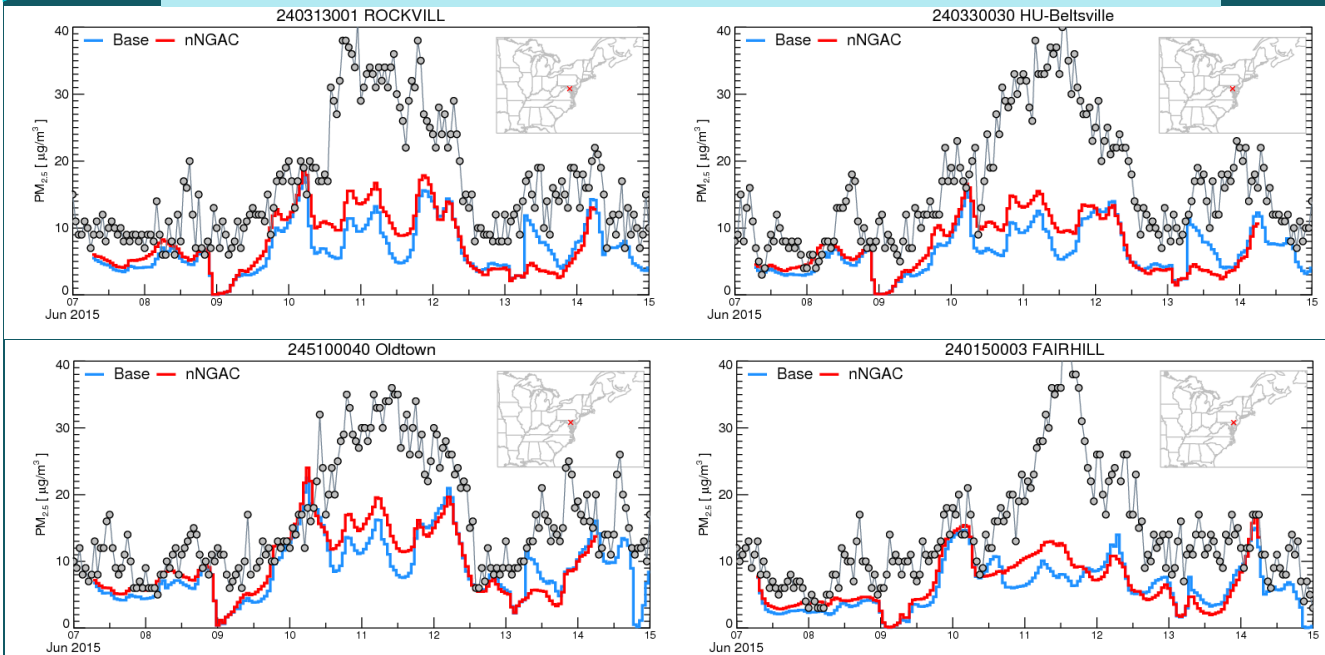 240313001 ROCKVILL
Base nNGAC
PM2.5 [ µg/m³ ]
40
30
20
10
0
07 08 09 10 11 12 13 14 15
Jun 2015
240330030 HU-Beltsville
Base nNGAC
PM2.5 [ µg/m³ ]
40
30
20
10
0
07 08 09 10 11 12 13 14 15
Jun 2015
245100040 Oldtown
Base nNGAC
PM2.5 [ µg/m³ ]
40
30
20
10
0
07 08 09 10 11 12 13 14 15
Jun 2015
240150003 FAIRHILL
Base nNGAC
PM2.5 [ µg/m³ ]
40
30
20
10
0
07 08 09 10 11 12 13 14 15
Jun 2015